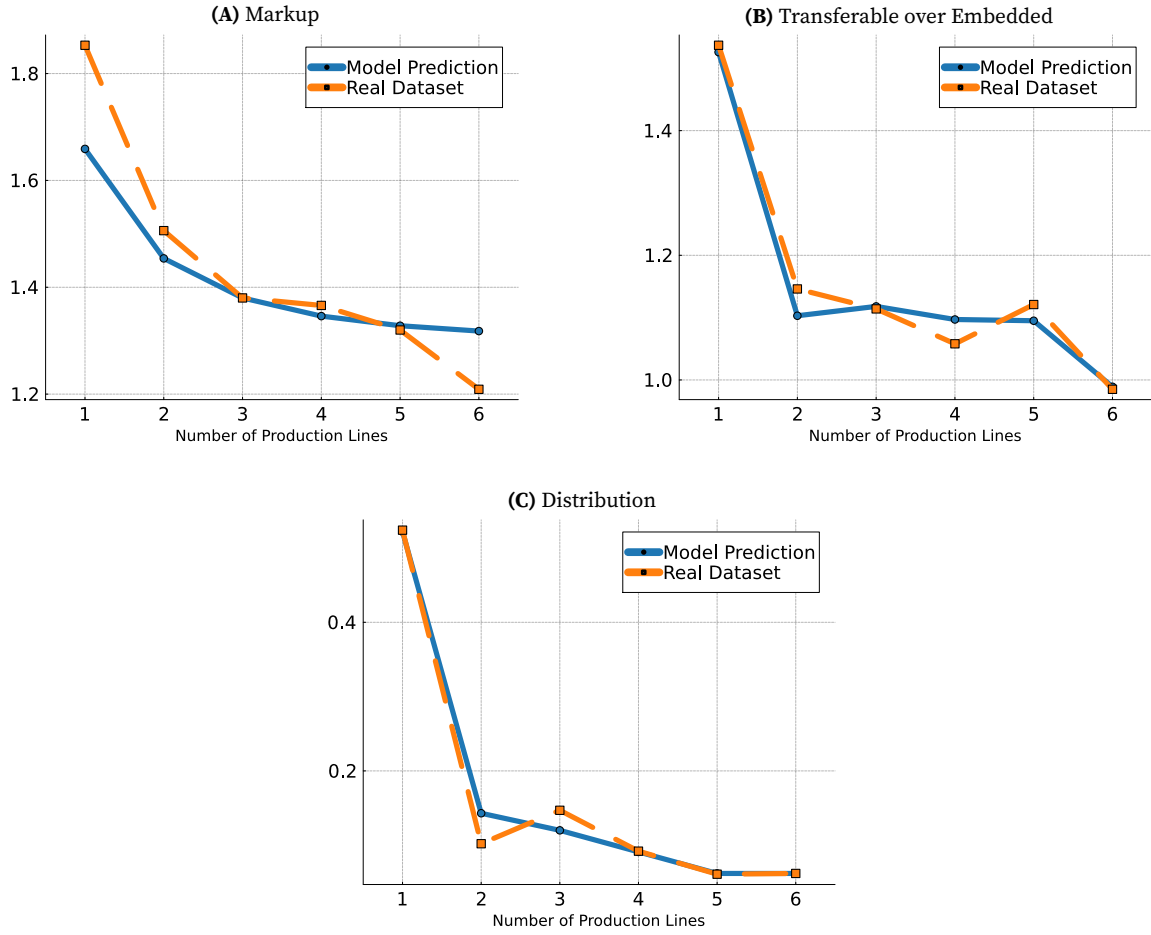 (A) Markup
1.8
1.6
1.4
1.2
Model Prediction
Real Dataset
1 2 3 4 5 6
Number of Production Lines
(B) Transferable over Embedded
1.4
1.2
1.0
Model Prediction
Real Dataset
1 2 3 4 5 6
Number of Production Lines
(C) Distribution
0.4
0.2
Model Prediction
Real Dataset
1 2 3 4 5 6
Number of Production Lines